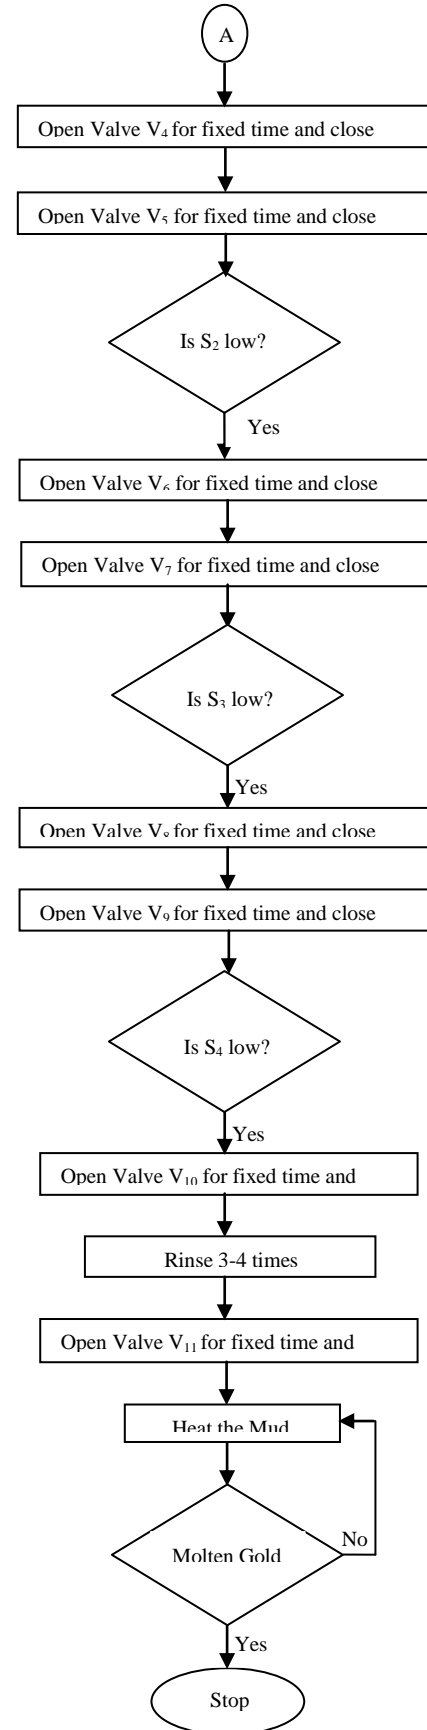 A
Open Valve V₄ for fixed time and close
Open Valve V₅ for fixed time and close
Is S₂ low?
Yes
Open Valve V₆ for fixed time and close
Open Valve V₇ for fixed time and close
Is S₃ low?
Yes
Open Valve V₈ for fixed time and close
Open Valve V₉ for fixed time and close
Is S₄ low?
Yes
Open Valve V₁₀ for fixed time and
Rinse 3-4 times
Open Valve V₁₁ for fixed time and
Heat the Mud
No
Molten Gold
Yes
Stop